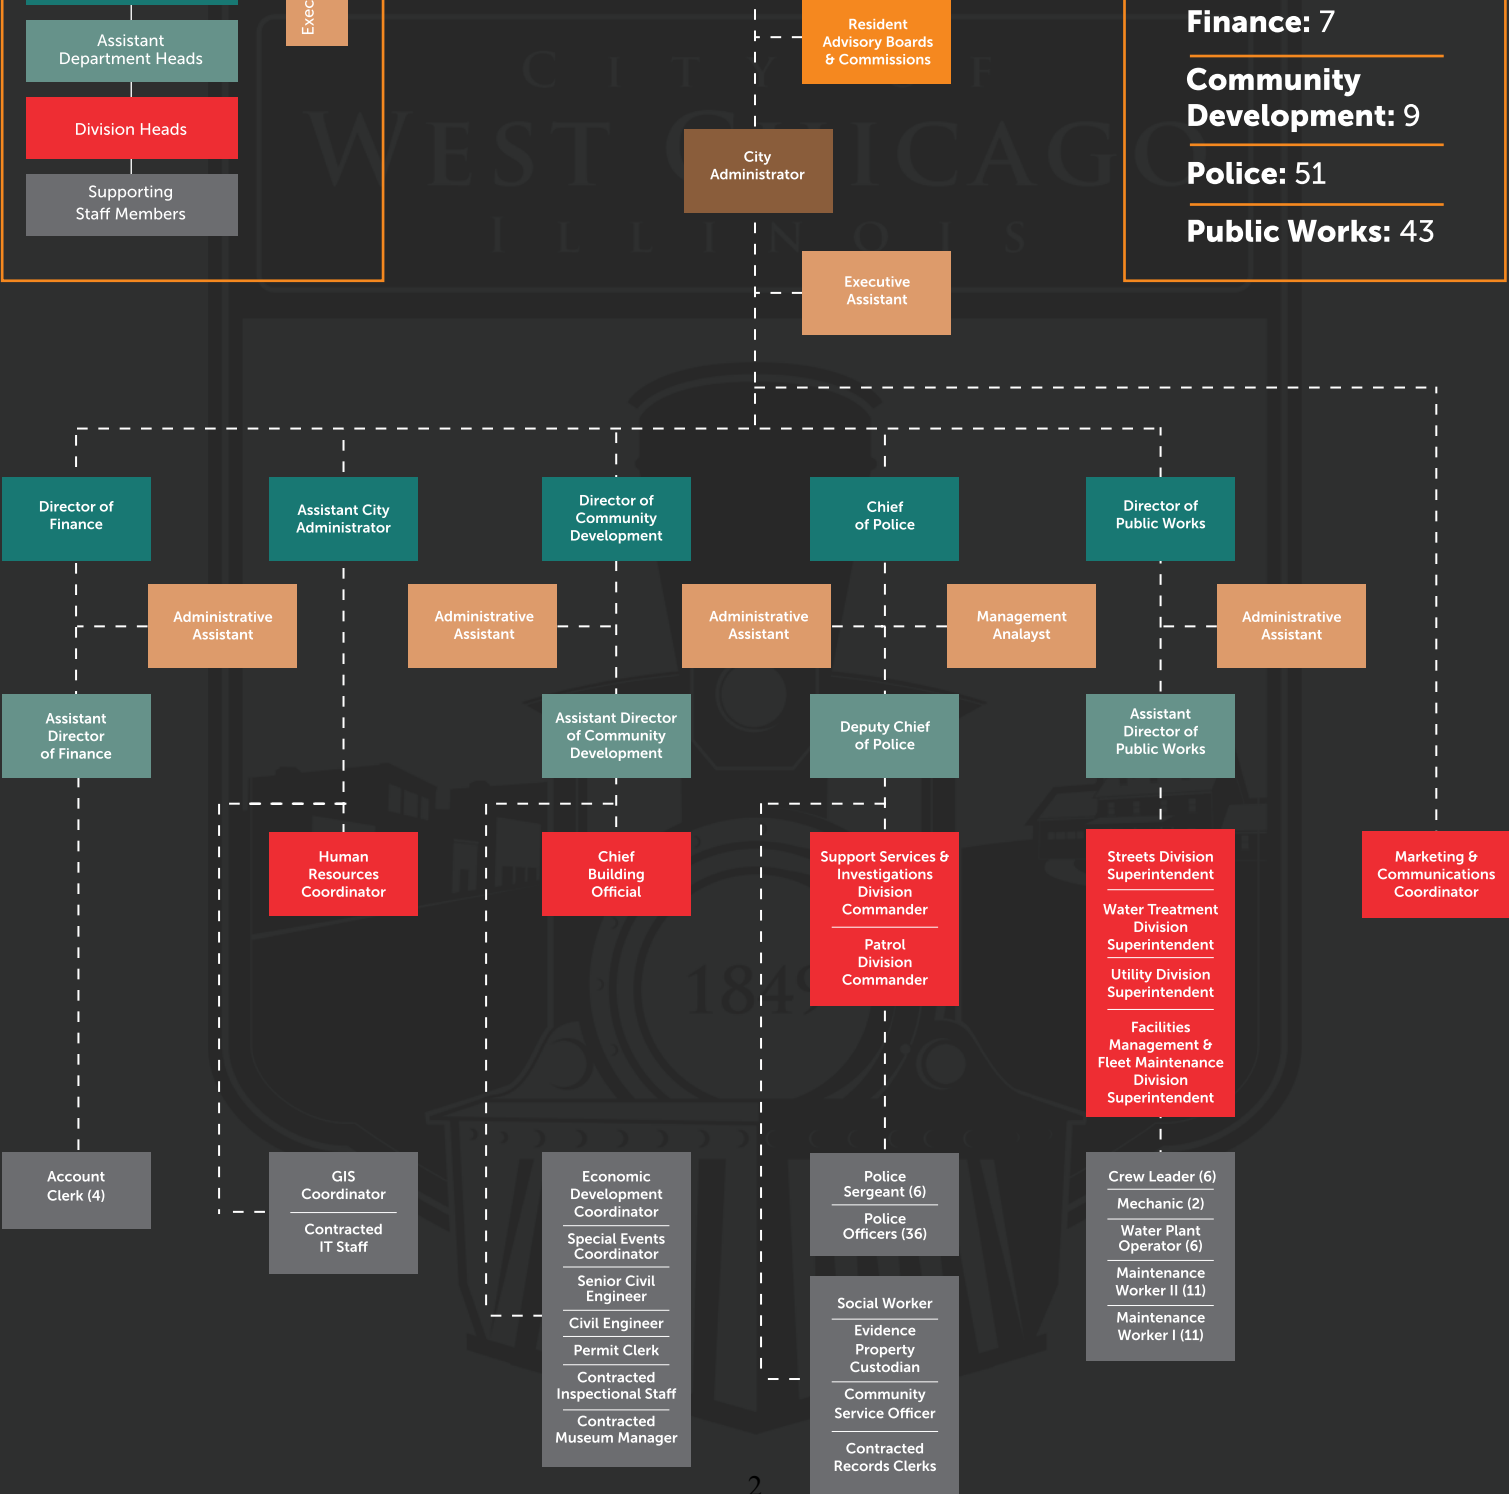 Assistant
Department Heads
Division Heads
Supporting
Staff Members
Exec
Resident
Advisory Boards
& Commissions
Finance: 7
Community
Development: 9
Police: 51
Public Works: 43
CITY OF
WEST CHICAGO
ILLINOIS
City
Administrator
Executive
Assistant
Director of
Finance
Assistant City
Administrator
Director of
Community
Development
Chief
of Police
Director of
Public Works
Administrative
Assistant
Administrative
Assistant
Administrative
Assistant
Management
Analayst
Administrative
Assistant
Assistant
Director
of Finance
Assistant Director
of Community
Development
Deputy Chief
of Police
Assistant
Director of
Public Works
Human
Resources
Coordinator
Chief
Building
Official
Support Services &
Investigations
Division
Commander
Patrol
Division
Commander
Streets Division
Superintendent
Water Treatment
Division
Superintendent
Utility Division
Superintendent
Facilities
Management &
Fleet Maintenance
Division
Superintendent
Marketing &
Communications
Coordinator
1849
Account
Clerk (4)
GIS
Coordinator
Contracted
IT Staff
Economic
Development
Coordinator
Special Events
Coordinator
Senior Civil
Engineer
Civil Engineer
Permit Clerk
Contracted
Inspectional Staff
Contracted
Museum Manager
Police
Sergeant (6)
Police
Officers (36)
Social Worker
Evidence
Property
Custodian
Community
Service Officer
Contracted
Records Clerks
Crew Leader (6)
Mechanic (2)
Water Plant
Operator (6)
Maintenance
Worker II (11)
Maintenance
Worker I (11)
2